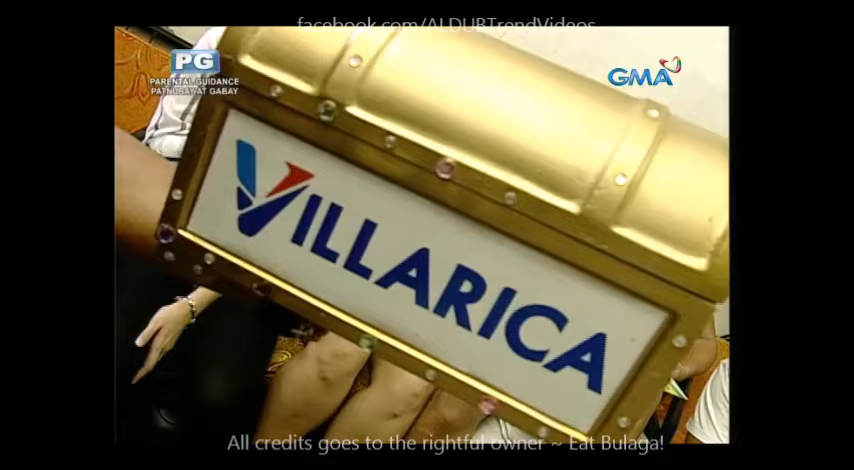 facebook.com/ALDUBTrendVideos
PG
PARENTAL GUIDANCE
PATNUBAY AT GABAY
GMA
VILLARICA
All credits goes to the rightful owner ~ Eat Bulaga!